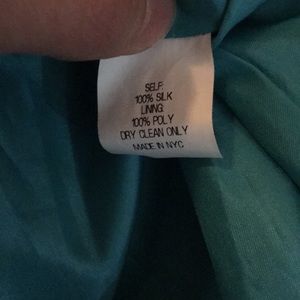 SELF:
100% SILK
LINING:
100% POLY
DRY CLEAN ONLY
MADE IN NYC